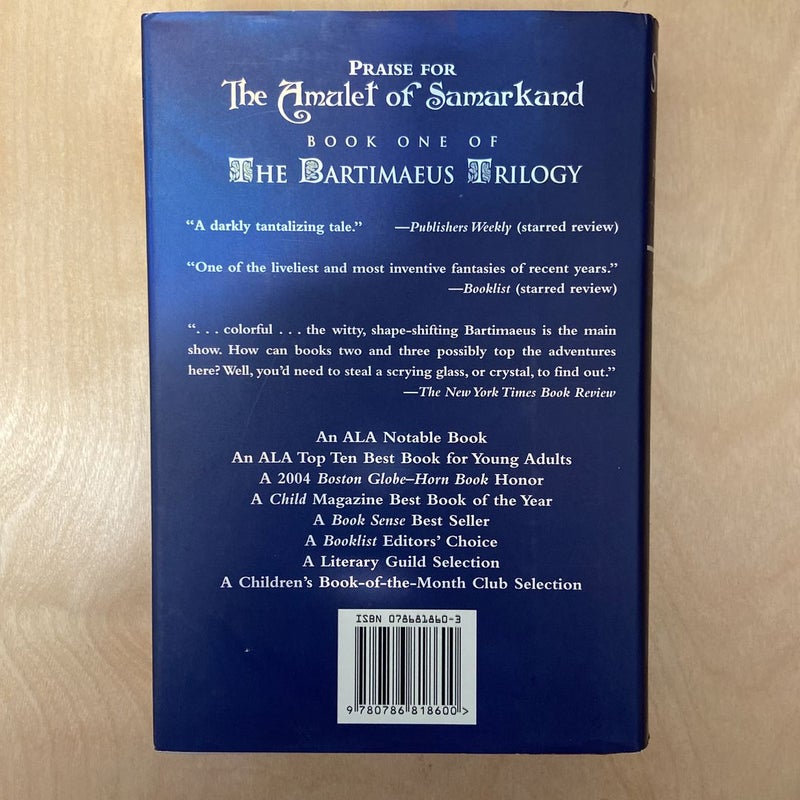 PRAISE FOR
The Amulet of Samarkand
BOOK ONE OF
THE BARTIMAEUS TRILOGY
“A darkly tantalizing tale.” —Publishers Weekly (starred review)
“One of the liveliest and most inventive fantasies of recent years.”
—Booklist (starred review)
“. . . colorful . . . the witty, shape-shifting Bartimaeus is the main
show. How can books two and three possibly top the adventures
here? Well, you’d need to steal a scrying glass, or crystal, to find out.”
—The New York Times Book Review
An ALA Notable Book
An ALA Top Ten Best Book for Young Adults
A 2004 Boston Globe–Horn Book Honor
A Child Magazine Best Book of the Year
A Book Sense Best Seller
A Booklist Editors’ Choice
A Literary Guild Selection
A Children’s Book-of-the-Month Club Selection
ISBN 078681860-3
9 780786 818600 >